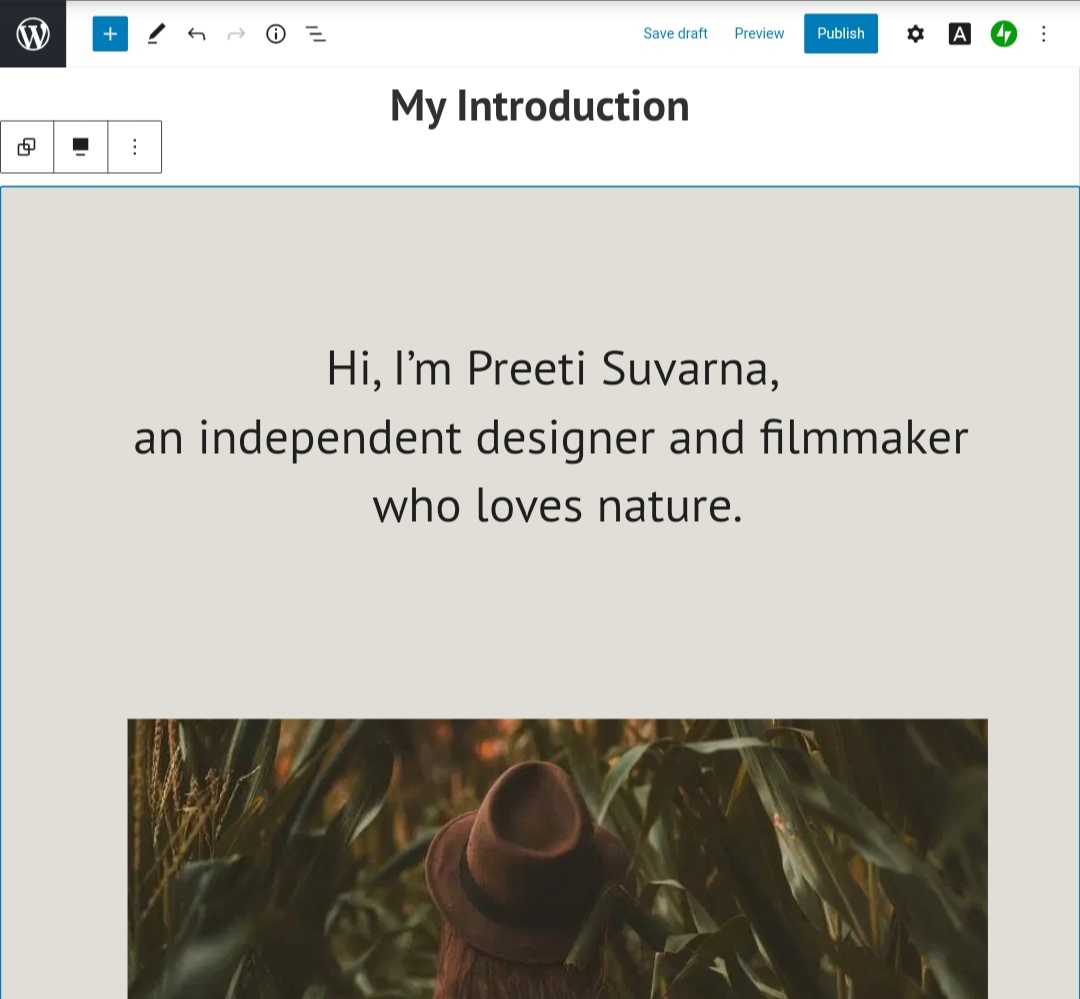 Save draft Preview Publish A
My Introduction
Hi, I’m Preeti Suvarna,
an independent designer and filmmaker
who loves nature.